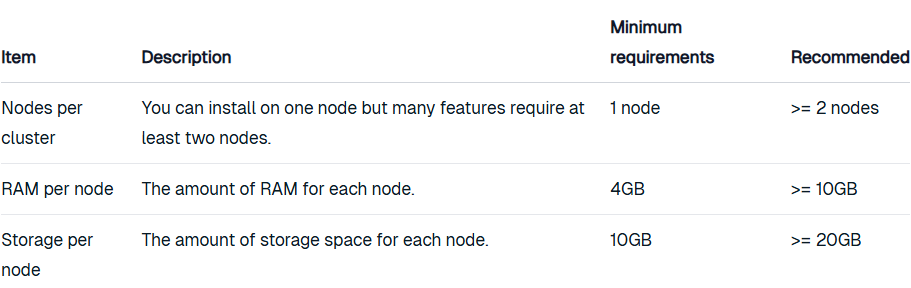 Item Description Minimum requirements Recommended
Nodes per cluster You can install on one node but many features require at least two nodes. 1 node >= 2 nodes
RAM per node The amount of RAM for each node. 4GB >= 10GB
Storage per node The amount of storage space for each node. 10GB >= 20GB